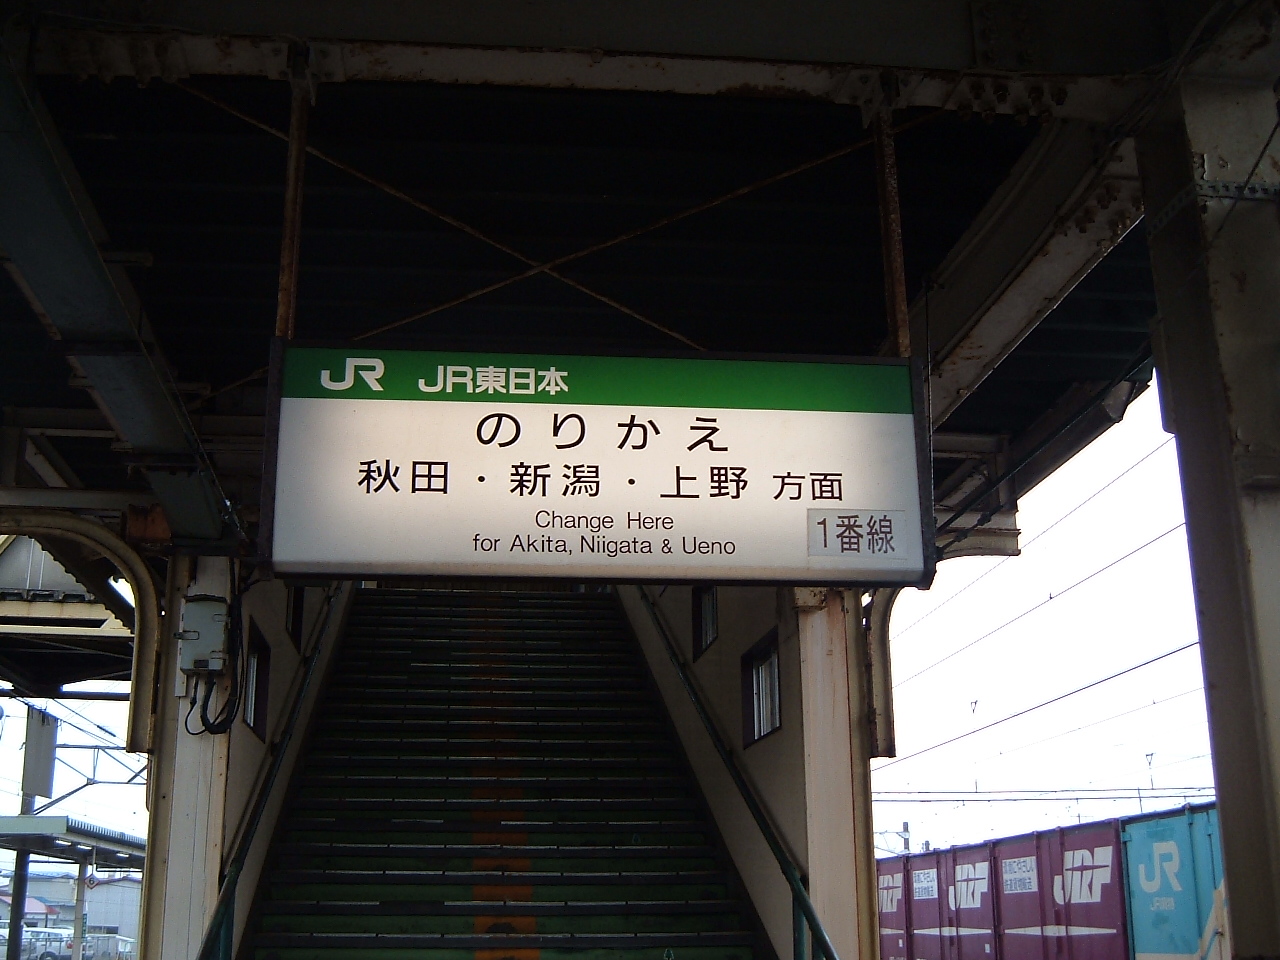 JR JR東日本
のりかえ
秋田・新潟・上野 方面
Change Here
for Akita, Niigata & Ueno
1番線
JRF
JRF
JRF
JR